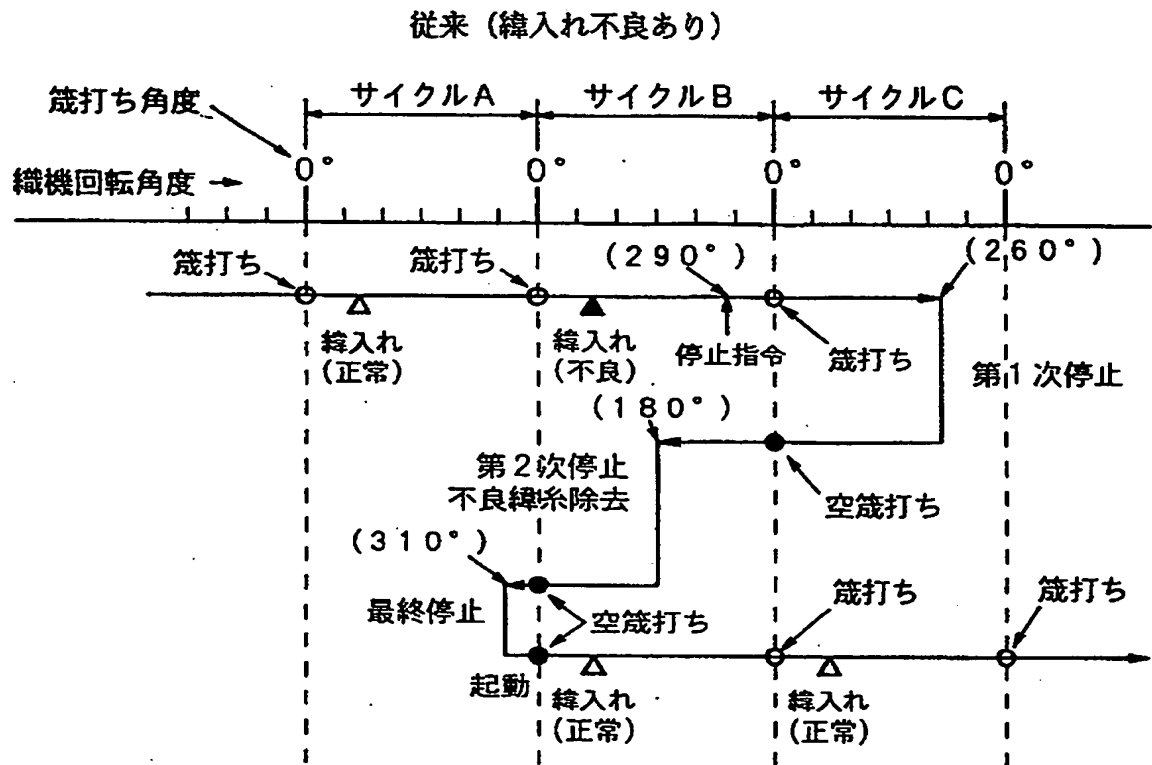 従来（緯入れ不良あり）
サイクルA
サイクルB
サイクルC
筬打ち角度
0°
0°
0°
0°
織機回転角度→
筬打ち
筬打ち
(290°)
(260°)
緯入れ
(正常)
緯入れ
(不良)
停止指令
筬打ち
第1次停止
(180°)
第2次停止
不良緯糸除去
空筬打ち
(310°)
最終停止
空筬打ち
筬打ち
筬打ち
起動
緯入れ
(正常)
緯入れ
(正常)